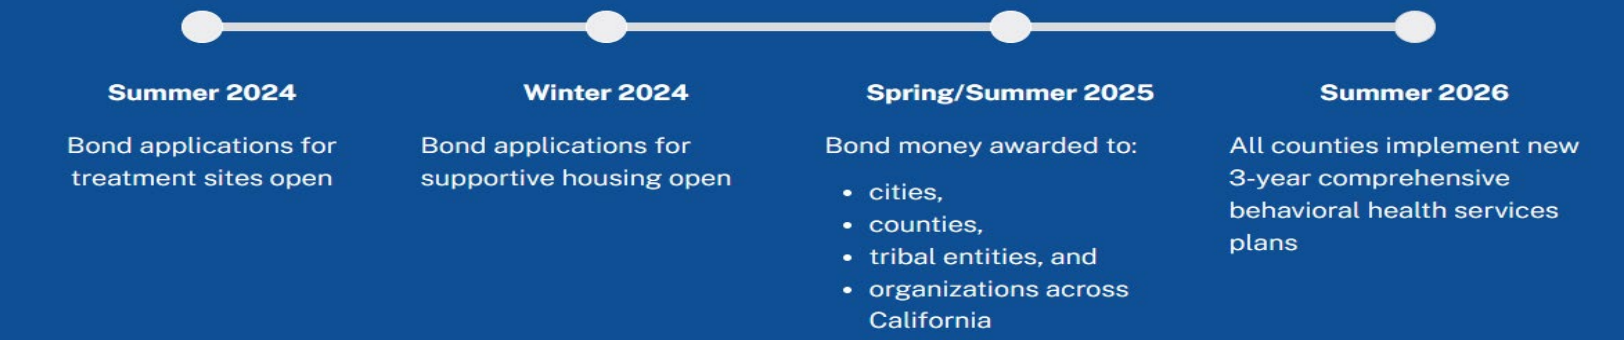 Summer 2024
Bond applications for
treatment sites open
Winter 2024
Bond applications for
supportive housing open
Spring/Summer 2025
Bond money awarded to:
• cities,
• counties,
• tribal entities, and
• organizations across
California
Summer 2026
All counties implement new
3-year comprehensive
behavioral health services
plans